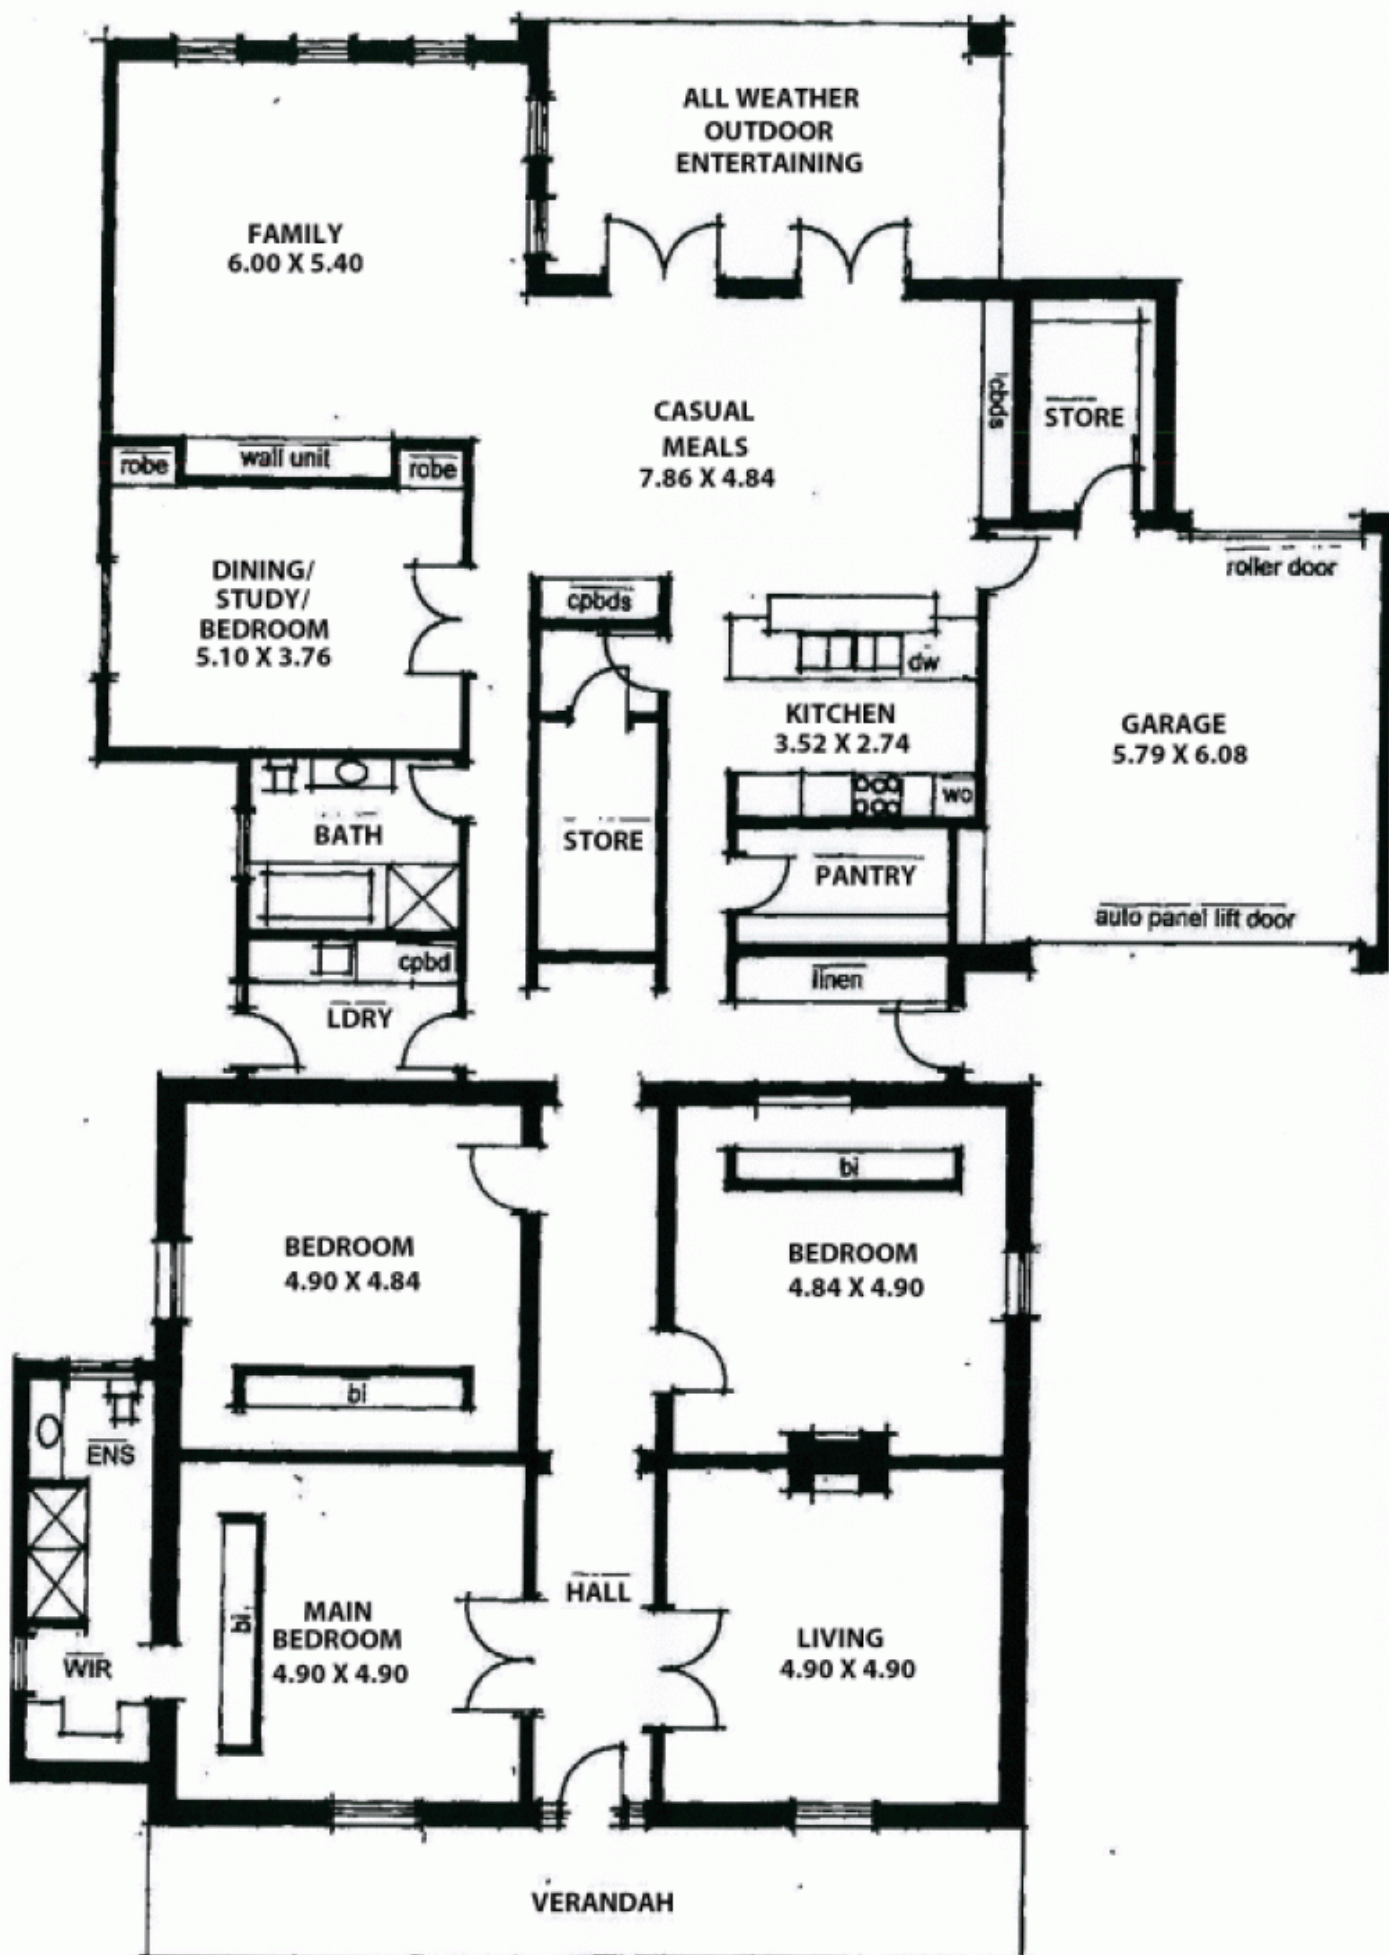 ALL WEATHER
OUTDOOR
ENTERTAINING
FAMILY
6.00 X 5.40
CASUAL
MEALS
7.86 X 4.84
cbds
STORE
robe
wall unit
robe
roller door
DINING/
STUDY/
BEDROOM
5.10 X 3.76
cpbds
dw
KITCHEN
3.52 X 2.74
GARAGE
5.79 X 6.08
wo
BATH
STORE
PANTRY
auto panel lift door
cpbd
linen
LDRY
bi
BEDROOM
4.90 X 4.84
BEDROOM
4.84 X 4.90
bi
ENS
HALL
bi
MAIN
BEDROOM
4.90 X 4.90
LIVING
4.90 X 4.90
WIR
VERANDAH